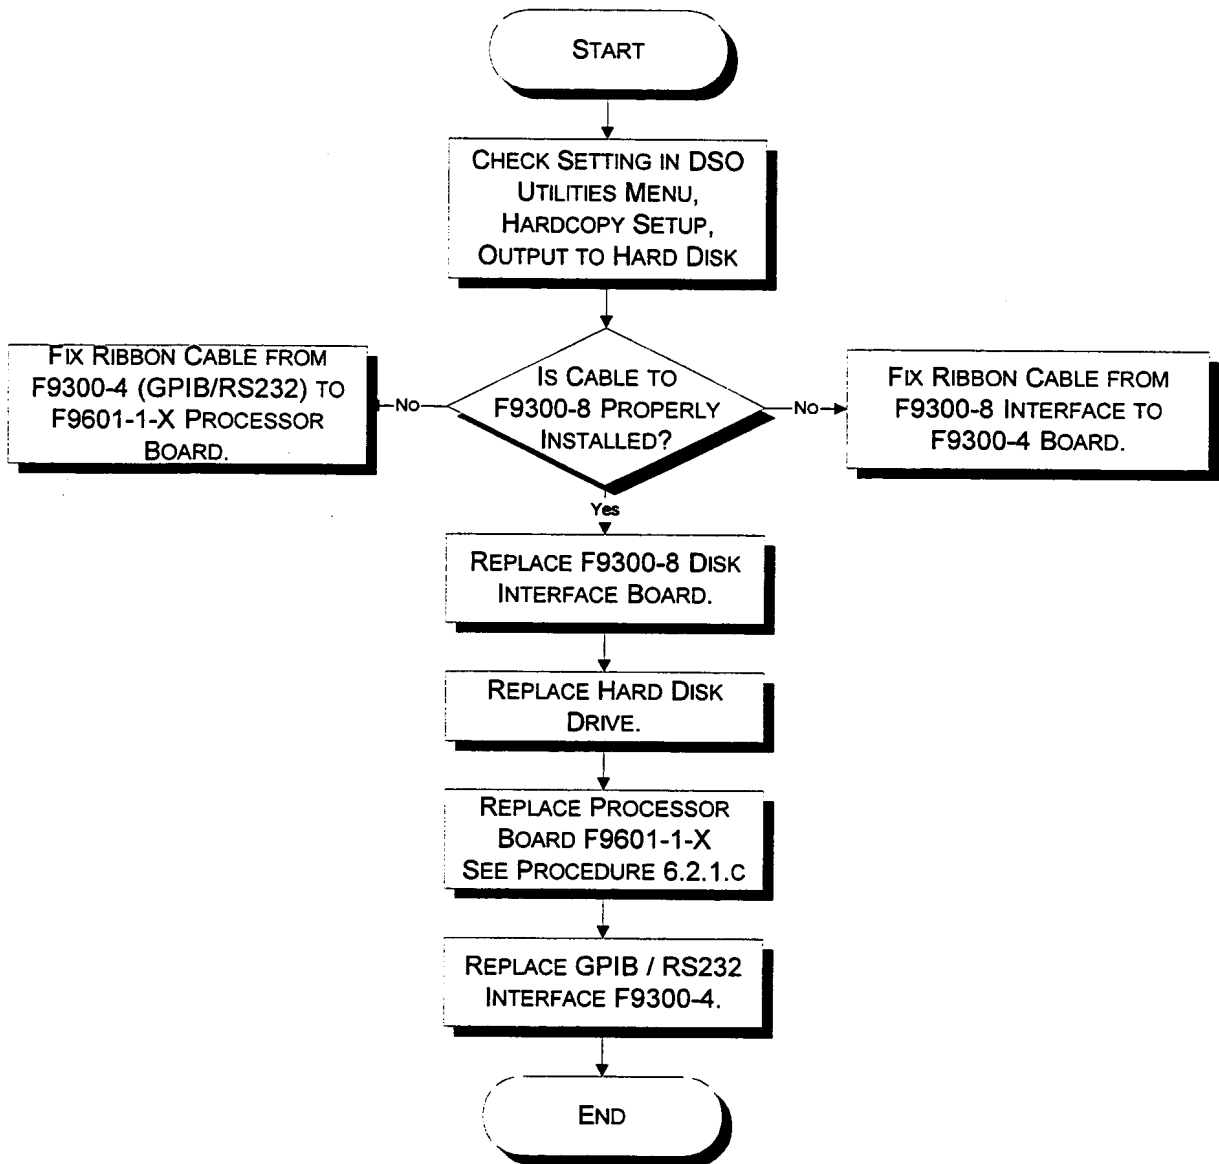 START
CHECK SETTING IN DSO
UTILITIES MENU,
HARDCOPY SETUP,
OUTPUT TO HARD DISK
FIX RIBBON CABLE FROM
F9300-4 (GPIB/RS232) TO
F9601-1-X PROCESSOR
BOARD.
No
IS CABLE TO
F9300-8 PROPERLY
INSTALLED?
No
FIX RIBBON CABLE FROM
F9300-8 INTERFACE TO
F9300-4 BOARD.
Yes
REPLACE F9300-8 DISK
INTERFACE BOARD.
REPLACE HARD DISK
DRIVE.
REPLACE PROCESSOR
BOARD F9601-1-X
SEE PROCEDURE 6.2.1.C
REPLACE GPIB / RS232
INTERFACE F9300-4.
END